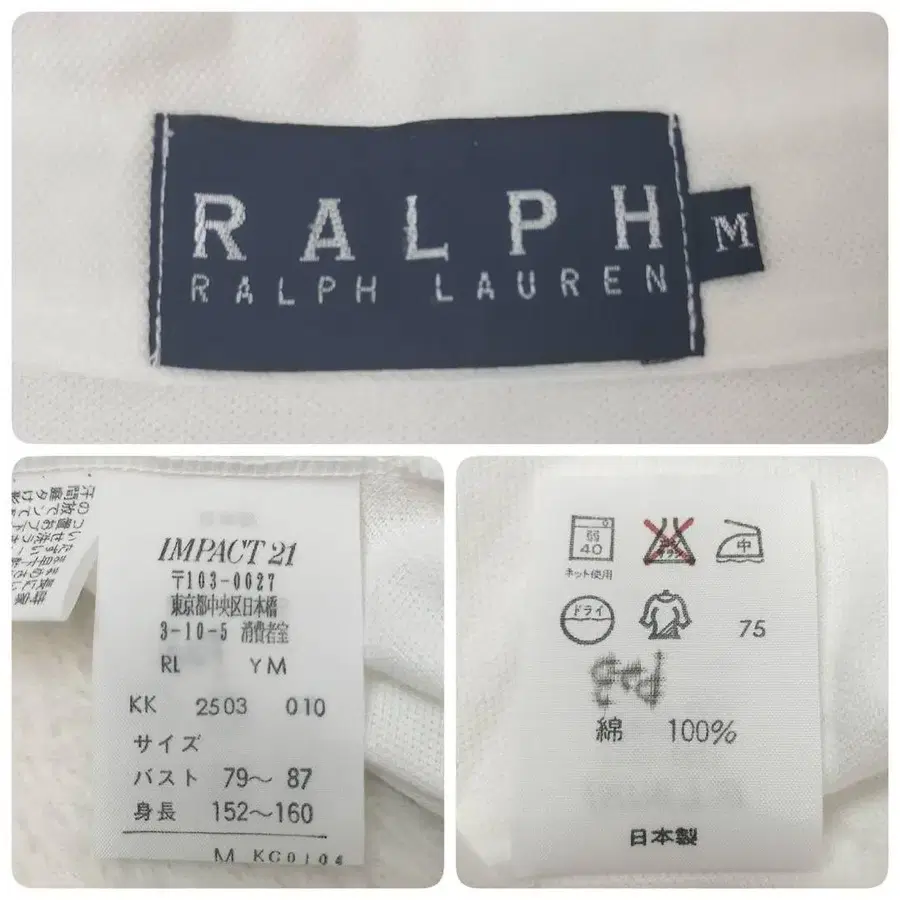 RALPH
RALPH LAUREN
M
IMPACT 21
〒103-0027
東京都中央区日本橋
3-10-5 消費者室
RL YM
KK 2503 010
サイズ
バスト 79〜 87
身長 152〜160
M KC0104
弱
40
ネット使用
中
ドライ
75
綿 100%
日本製